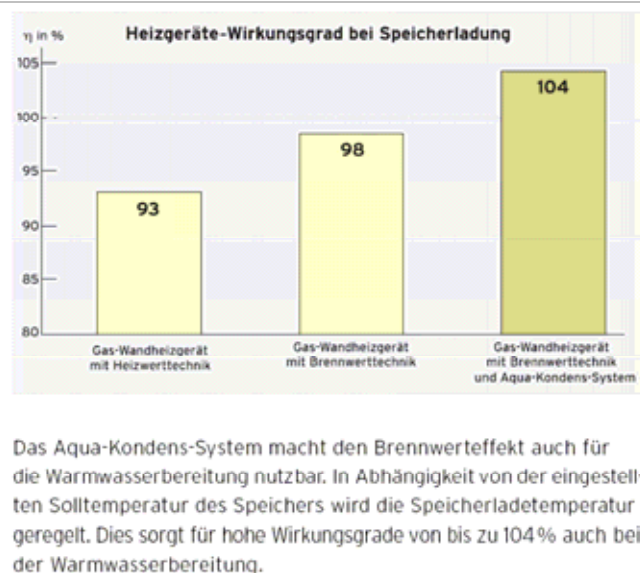 η in %
Heizgeräte-Wirkungsgrad bei Speicherladung
105
104
100
98
95
93
90
85
80
Gas-Wandheizgerät
mit Heizwerttechnik
Gas-Wandheizgerät
mit Brennwerttechnik
Gas-Wandheizgerät
mit Brennwerttechnik
und Aqua-Kondens-System
Das Aqua-Kondens-System macht den Brennwerteffekt auch für
die Warmwasserbereitung nutzbar. In Abhängigkeit von der eingestell-
ten Solltemperatur des Speichers wird die Speicherladetemperatur
geregelt. Dies sorgt für hohe Wirkungsgrade von bis zu 104% auch bei
der Warmwasserbereitung.